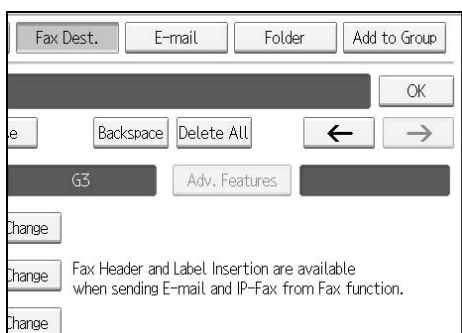 Fax Dest. E-mail Folder Add to Group
OK
Backspace Delete All ← →
G3 Adv. Features
Change
Change Fax Header and Label Insertion are available
when sending E-mail and IP-Fax from Fax function.
Change